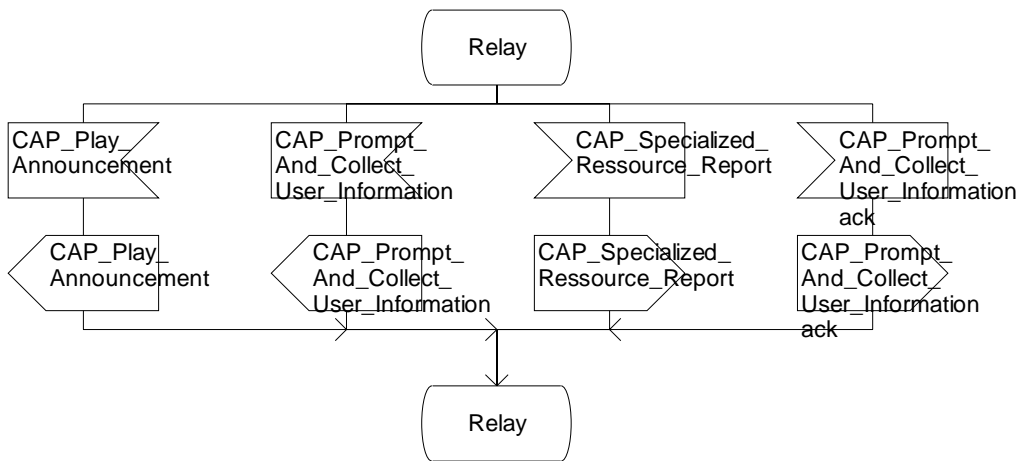 Relay
CAP_Play_
Announcement
CAP_Prompt_
And_Collect_
User_Information
CAP_Specialized_
Ressource_Report
CAP_Prompt_
And_Collect_
User_Information
ack
CAP_Play_
Announcement
CAP_Prompt_
And_Collect_
User_Information
CAP_Specialized_
Ressource_Report
CAP_Prompt_
And_Collect_
User_Information
ack
Relay